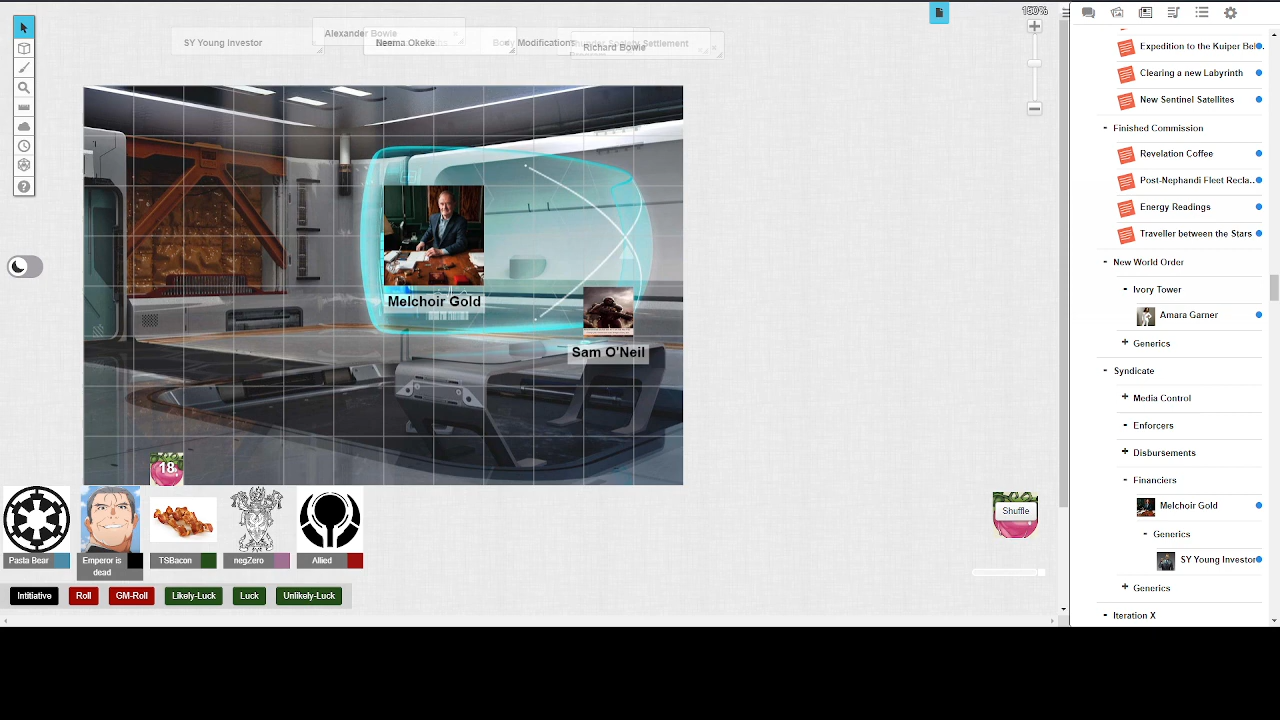 150%
Alexander Bowie
SY Young Investor
Neema Okeke
Body Modifications
Settlement
Richard Bowie
Melchoir Gold
Sam O'Neil
18
Pasta Bear
Emperor is
dead
TSBacon
negZero
Allied
Shuffle
Intitiative
Roll
GM-Roll
Likely-Luck
Luck
Unlikely-Luck
Expedition to the Kuiper Bel
Clearing a new Labyrinth
New Sentinel Satellites
Finished Commission
Revelation Coffee
Post-Nephandi Fleet Recla...
Energy Readings
Traveller between the Stars
New World Order
Ivory Tower
Amara Garner
Generics
Syndicate
Media Control
Enforcers
Disbursements
Financiers
Melchoir Gold
Generics
SY Young Investor
Generics
Iteration X